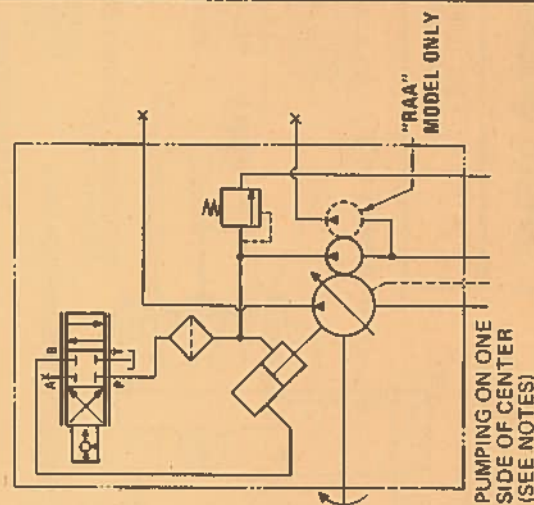 "RAA"
MODEL ONLY
A
B
P
T
PUMPING ON ONE
SIDE OF CENTER
(SEE NOTES)